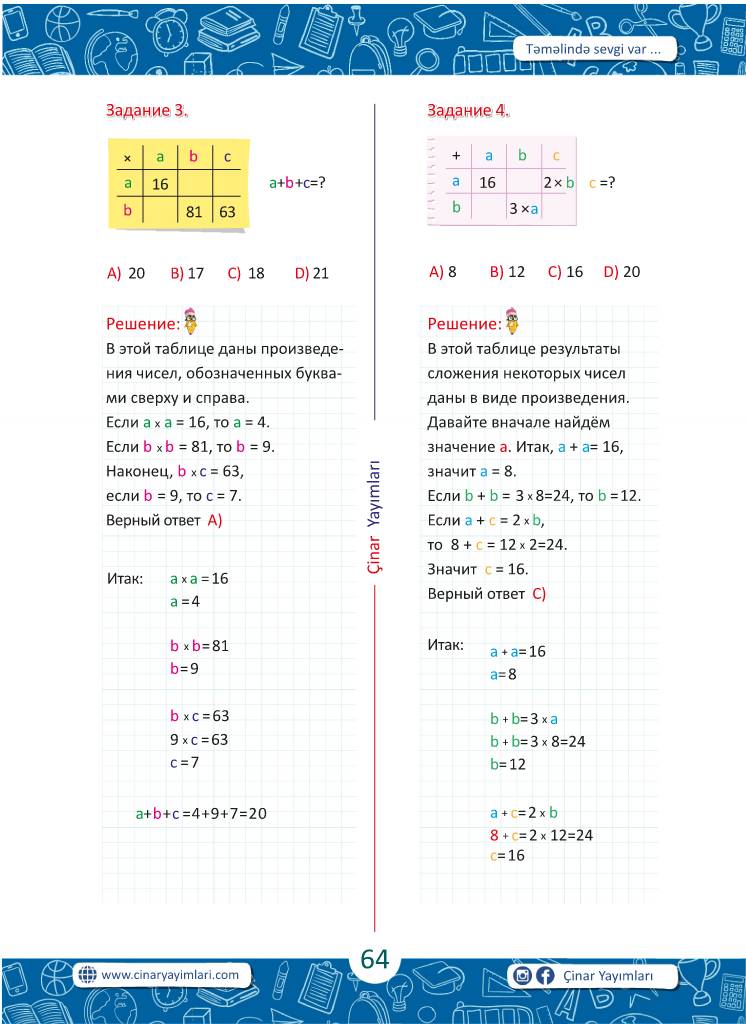 Təməlində sevgi var ...
Задание 3.
× a b c
a 16
b 81 63
a+b+c=?
A) 20 B) 17 C) 18 D) 21
Решение:
В этой таблице даны произведе-
ния чисел, обозначенных буква-
ми сверху и справа.
Если a x a = 16, то a = 4.
Если b x b = 81, то b = 9.
Наконец, b x c = 63,
если b = 9, то c = 7.
Верный ответ A)
Итак: a x a = 16
a = 4
b x b = 81
b = 9
b x c = 63
9 x c = 63
c = 7
a+b+c =4+9+7=20
Çinar Yayımları
Задание 4.
+ a b c
a 16 2× b
b 3 ×a
c =?
A) 8 B) 12 C) 16 D) 20
Решение:
В этой таблице результаты
сложения некоторых чисел
даны в виде произведения.
Давайте вначале найдём
значение a. Итак, a + a= 16,
значит a = 8.
Если b + b = 3 x 8=24, то b =12.
Если a + c = 2 x b,
то 8 + c = 12 x 2=24.
Значит c = 16.
Верный ответ C)
Итак: a + a= 16
a= 8
b + b= 3 x a
b + b= 3 x 8=24
b= 12
a + c= 2 x b
8 + c= 2 x 12=24
c= 16
64
www.cinaryayimlari.com
Çinar Yayımları